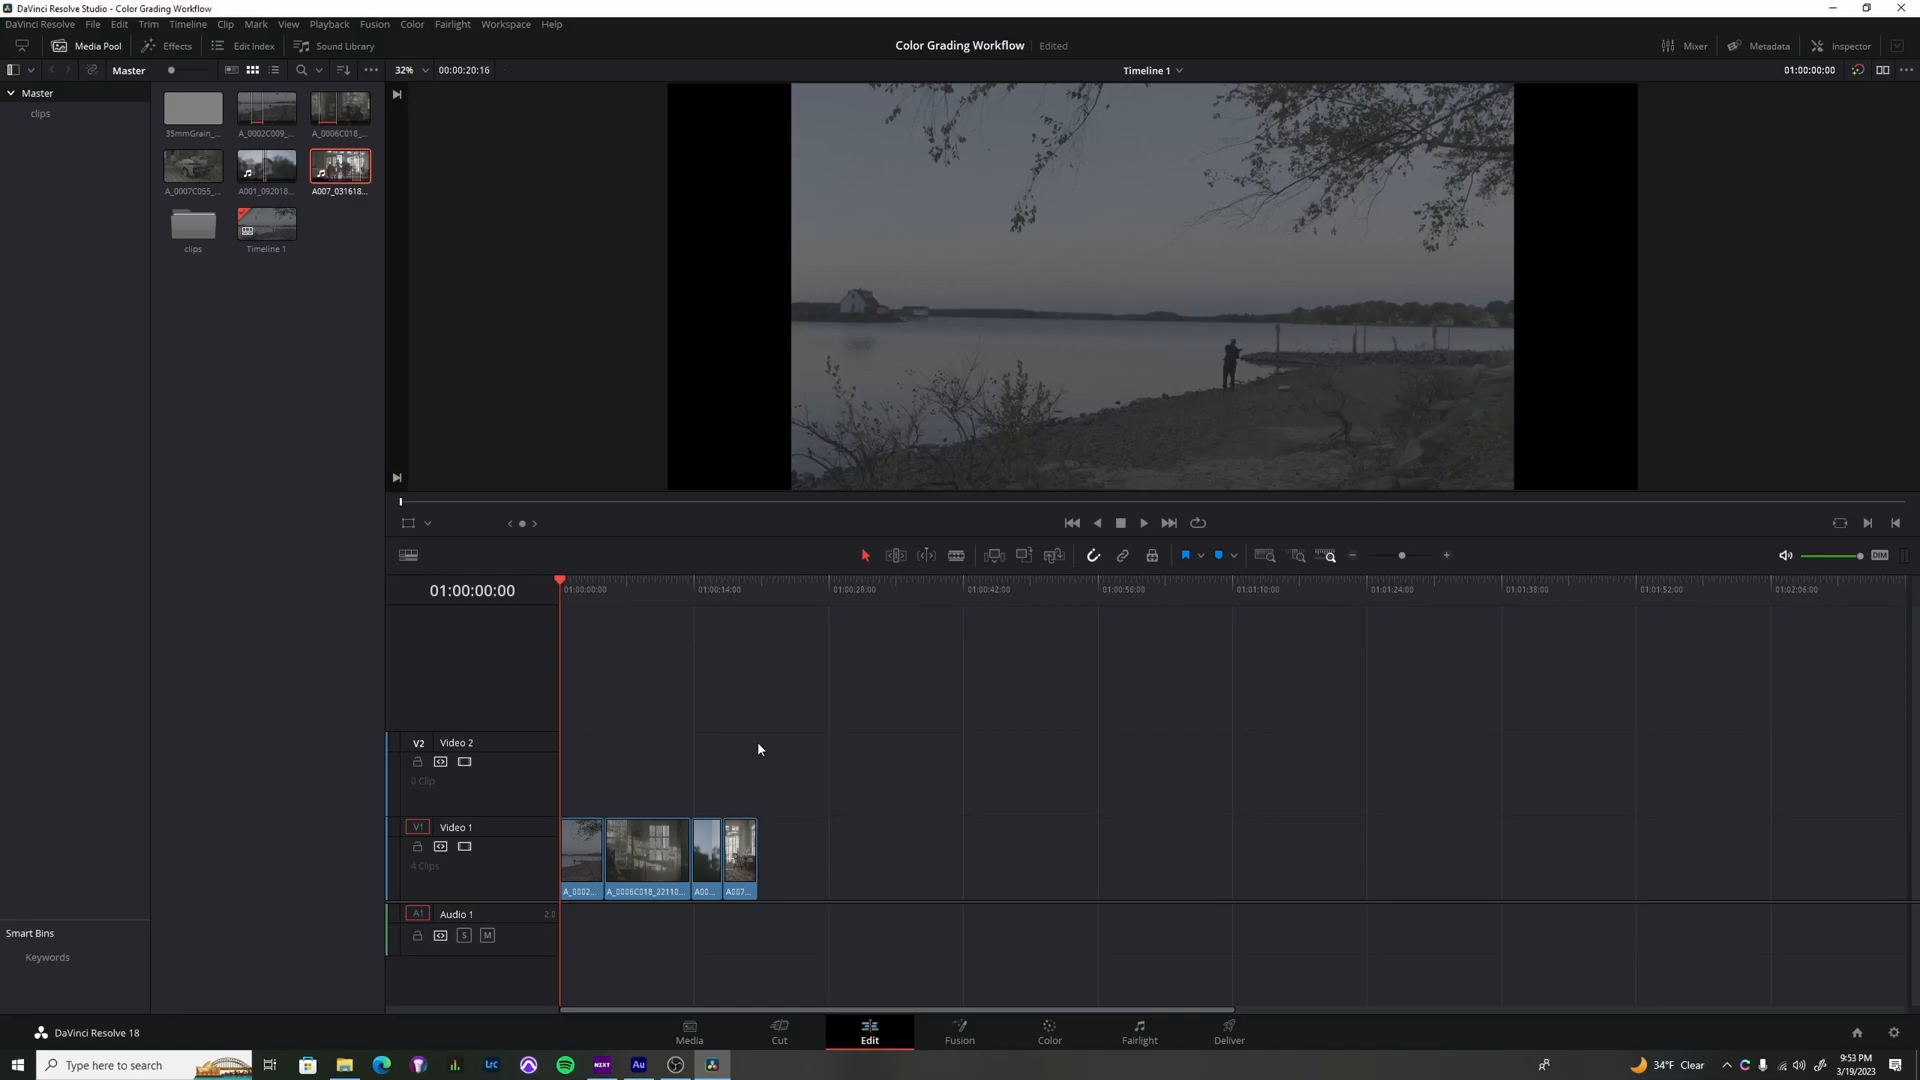 DaVinci Resolve Studio - Color Grading Workflow
DaVinci Resolve File Edit Trim Timeline Clip Mark View Playback Fusion Color Fairlight Workspace Help
Media Pool Effects Edit Index Sound Library Color Grading Workflow Edited Mixer Metadata Inspector
Master 32% 00:00:20:16 Timeline 1 01:00:00:00
Master
clips
35mmGrain_... A_0002C009_... A_0006C018_...
A_0007C055_... A001_092018... A007_031618...
clips Timeline 1
DIM
01:00:00:00 01:00:00:00 01:00:14:00 01:00:28:00 01:00:42:00 01:00:56:00 01:01:10:00 01:01:24:00 01:01:38:00 01:01:52:00 01:02:06:00
V2 Video 2
0 Clip
V1 Video 1
4 Clips
A_0002... A_0006C018_22110... A00... A007...
A1 Audio 1 2.0
S M
Smart Bins
Keywords
DaVinci Resolve 18 Media Cut Edit Fusion Color Fairlight Deliver
Type here to search Lrc NEXT Au 34°F Clear 9:53 PM
3/19/2023